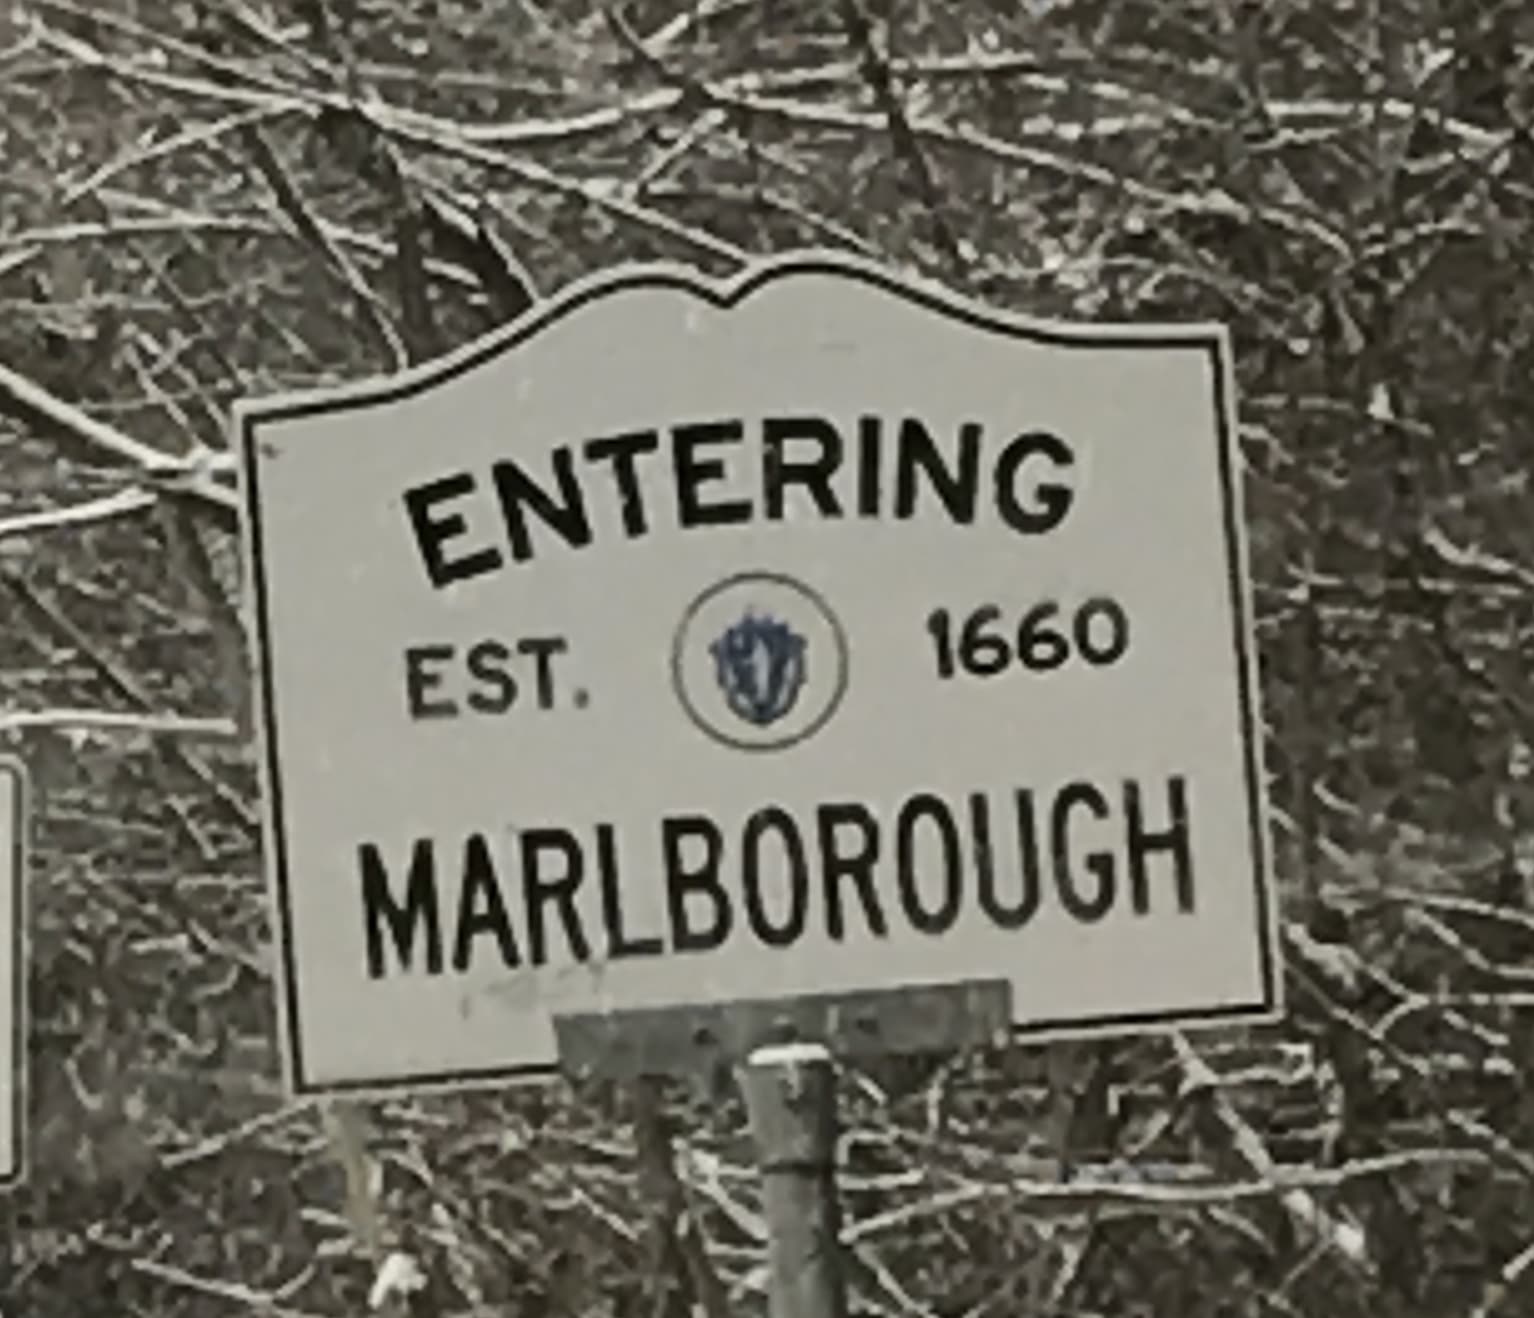 ENTERING
EST. 1660
MARLBOROUGH